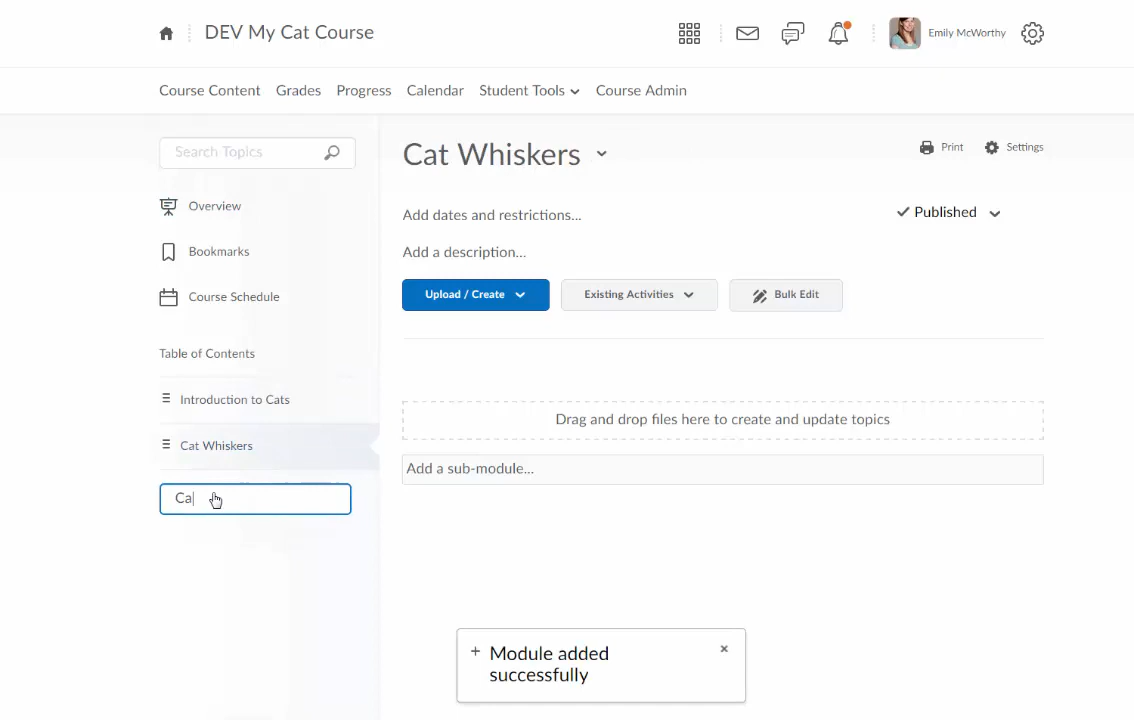 DEV My Cat Course
Emily McWorthy
Course Content Grades Progress Calendar Student Tools Course Admin
Search Topics
Cat Whiskers
Print Settings
Overview
Add dates and restrictions...
Published
Bookmarks
Add a description...
Upload / Create Existing Activities Bulk Edit
Course Schedule
Table of Contents
Introduction to Cats
Cat Whiskers
Drag and drop files here to create and update topics
Add a sub-module...
Ca
Module added
successfully